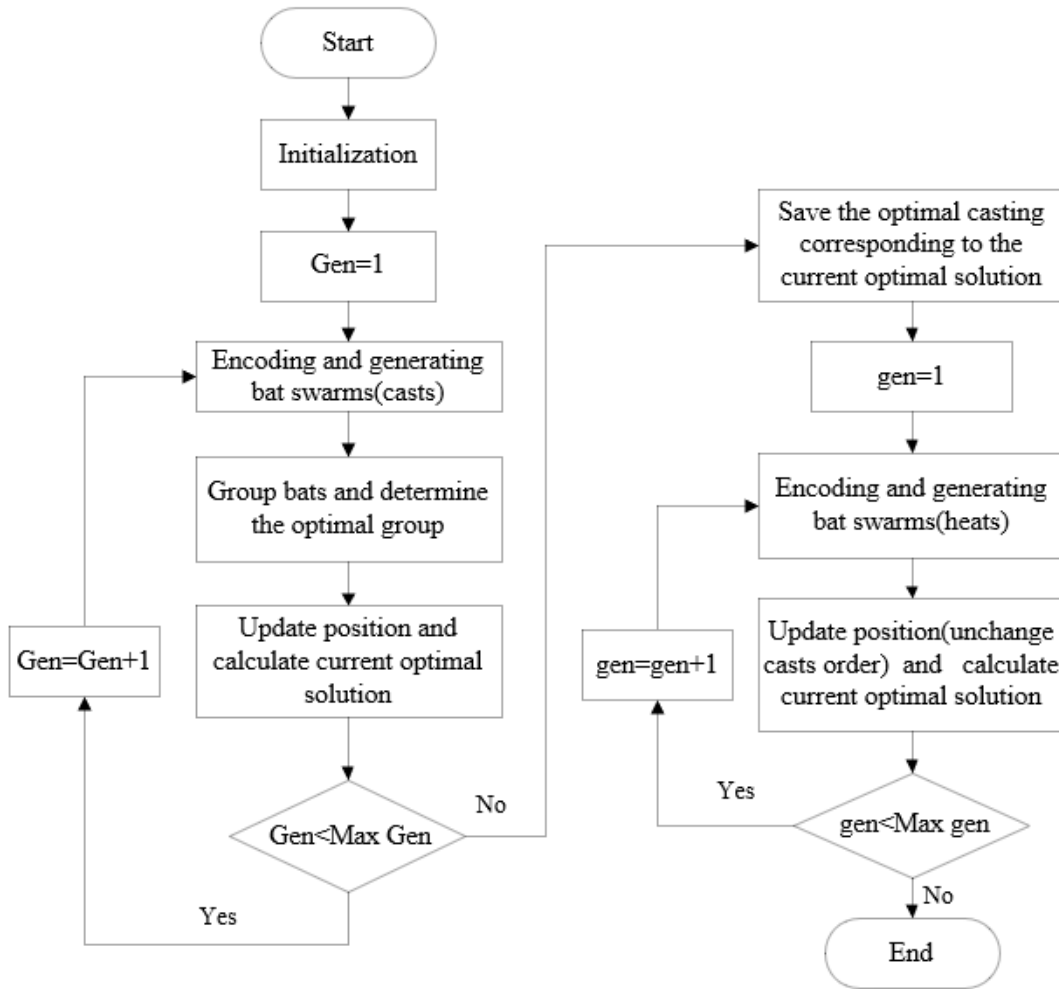 Start
Initialization
Gen=1
Encoding and generating
bat swarms(casts)
Group bats and determine
the optimal group
Update position and
calculate current optimal
solution
Gen=Gen+1
Gen<Max Gen
Yes
No
Save the optimal casting
corresponding to the
current optimal solution
gen=1
Encoding and generating
bat swarms(heats)
Update position(unchange
casts order) and calculate
current optimal solution
gen=gen+1
gen<Max gen
Yes
No
End